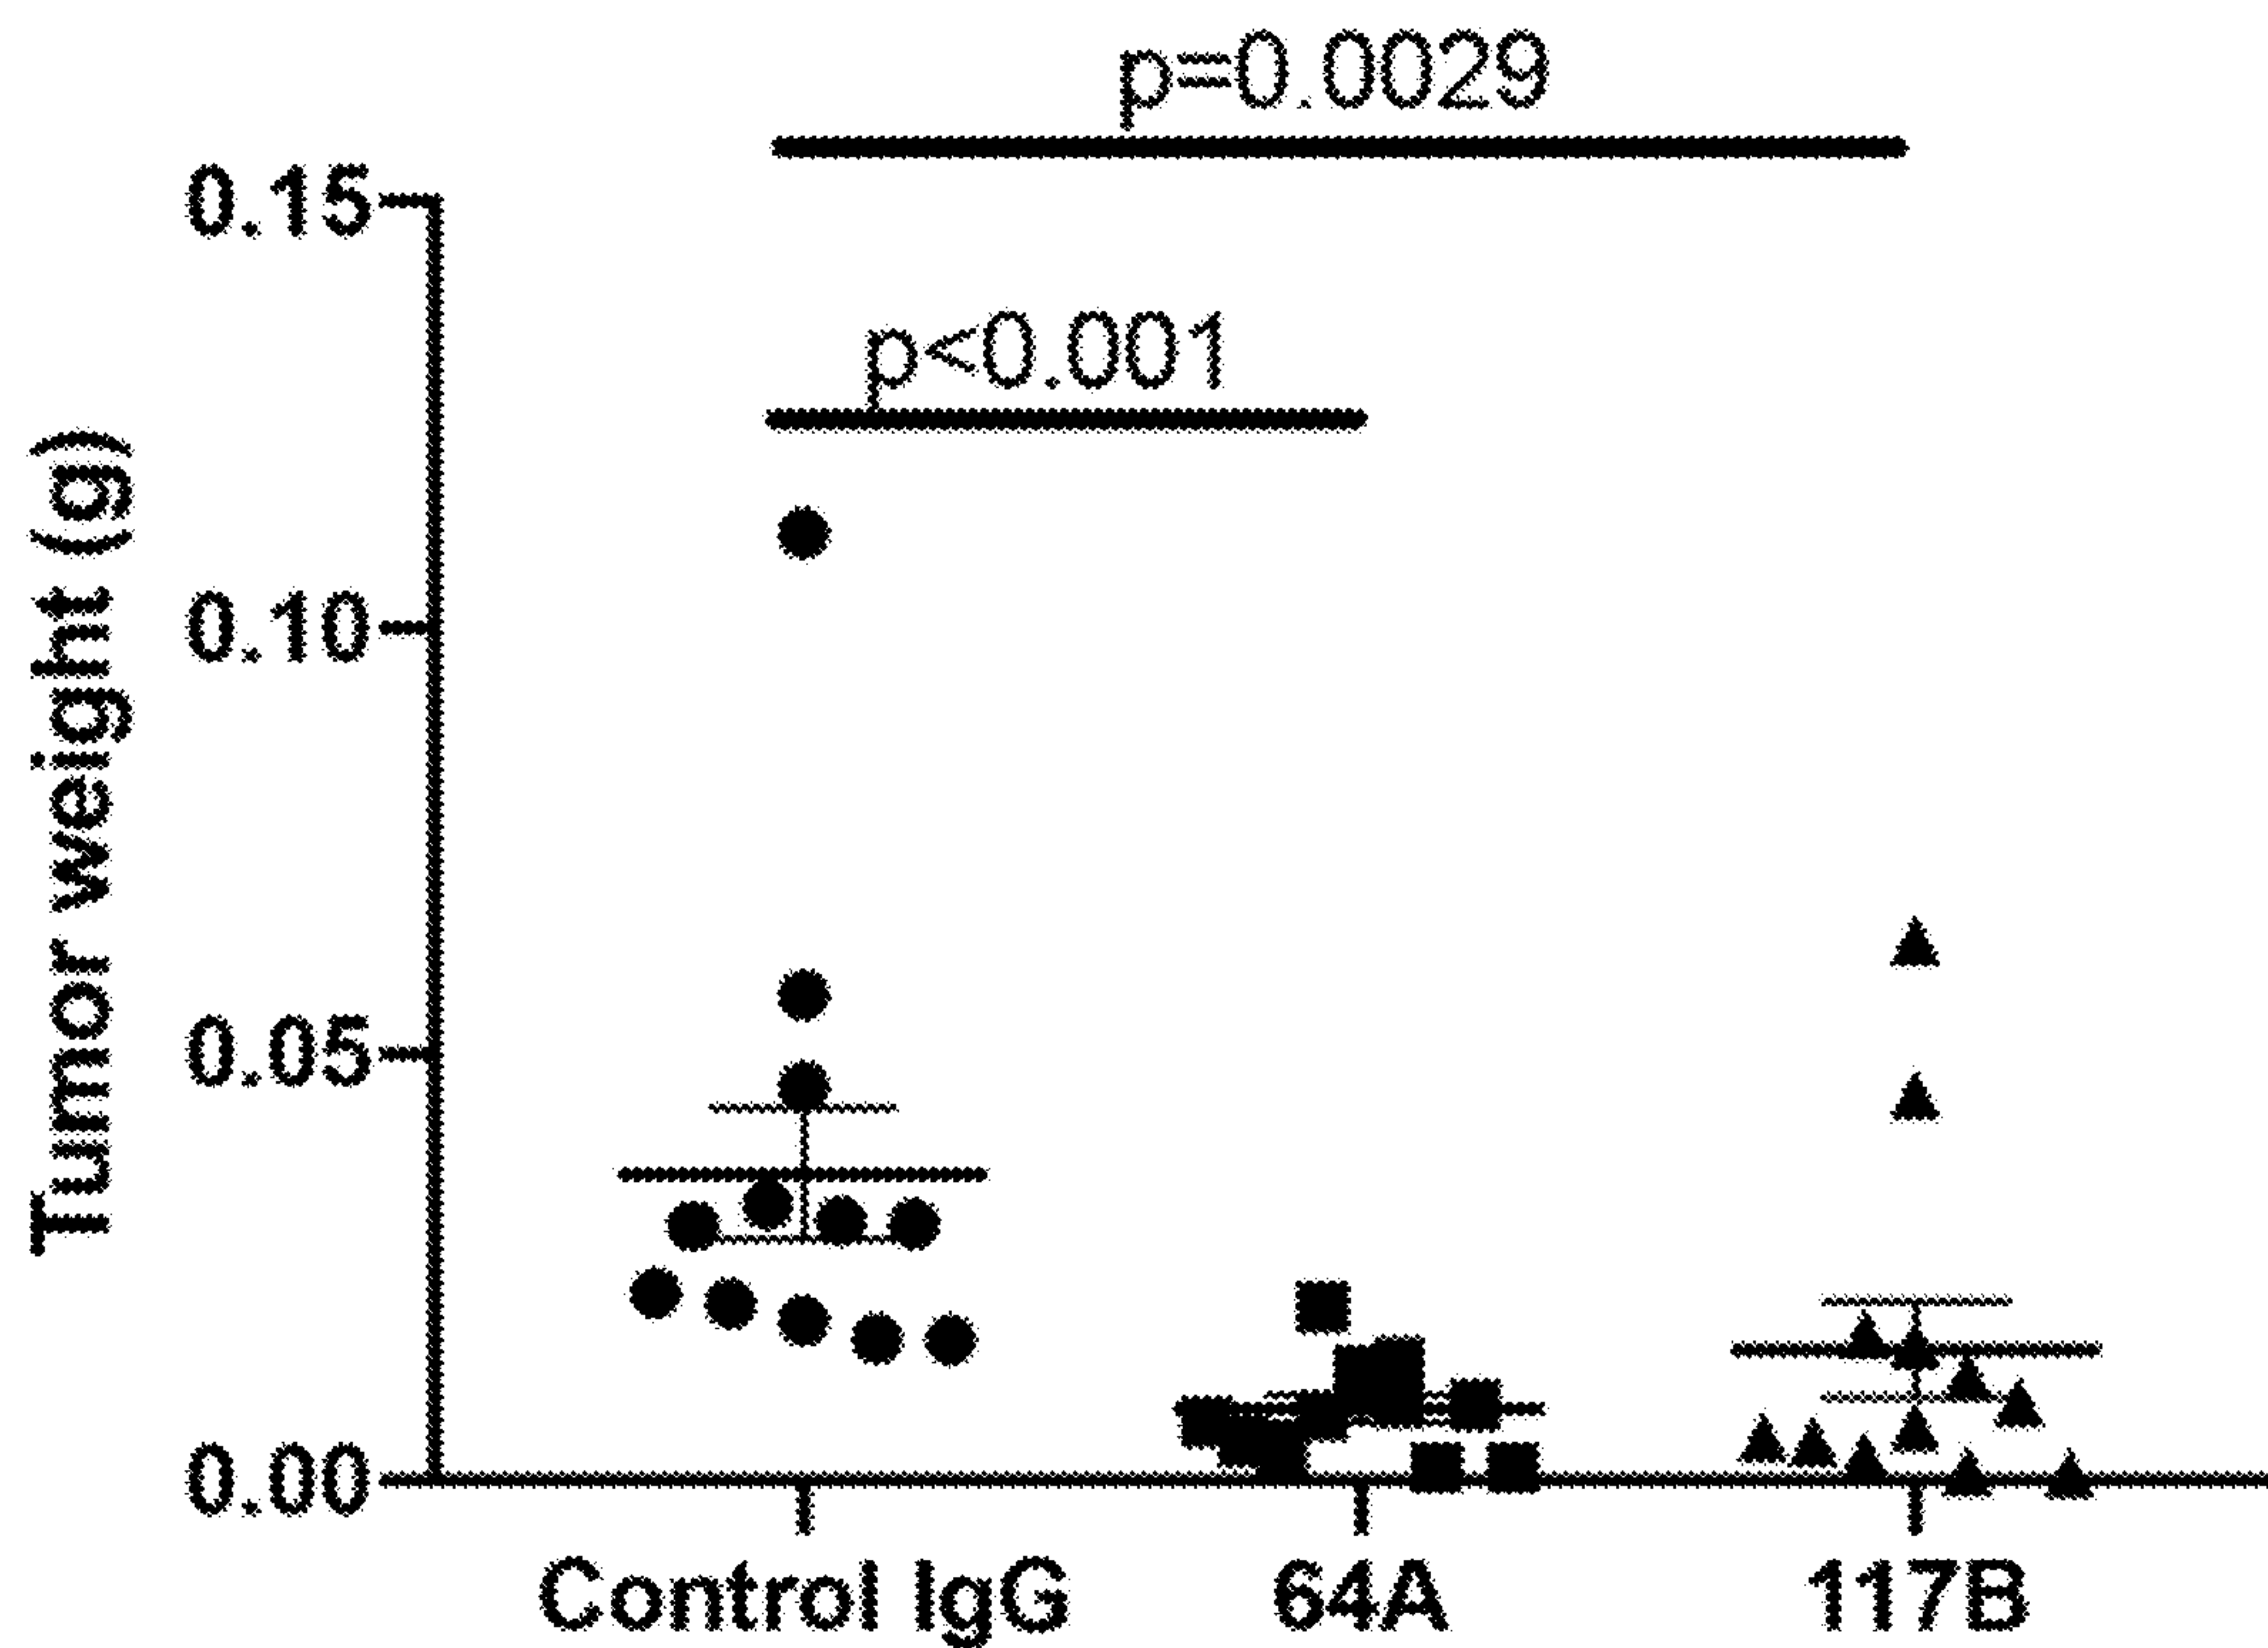 p=0.0029
0.15
p<0.001
0.10
0.05
0.00
Tumor weight (g)
Control IgG
64A
117B